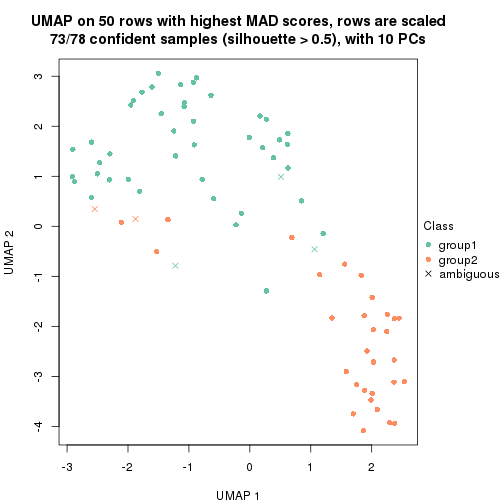 UMAP on 50 rows with highest MAD scores, rows are scaled
73/78 confident samples (silhouette > 0.5), with 10 PCs
3
2
1
0
-1
-2
-3
-4
UMAP 2
-3
-2
-1
0
1
2
UMAP 1
Class
group1
group2
ambiguous